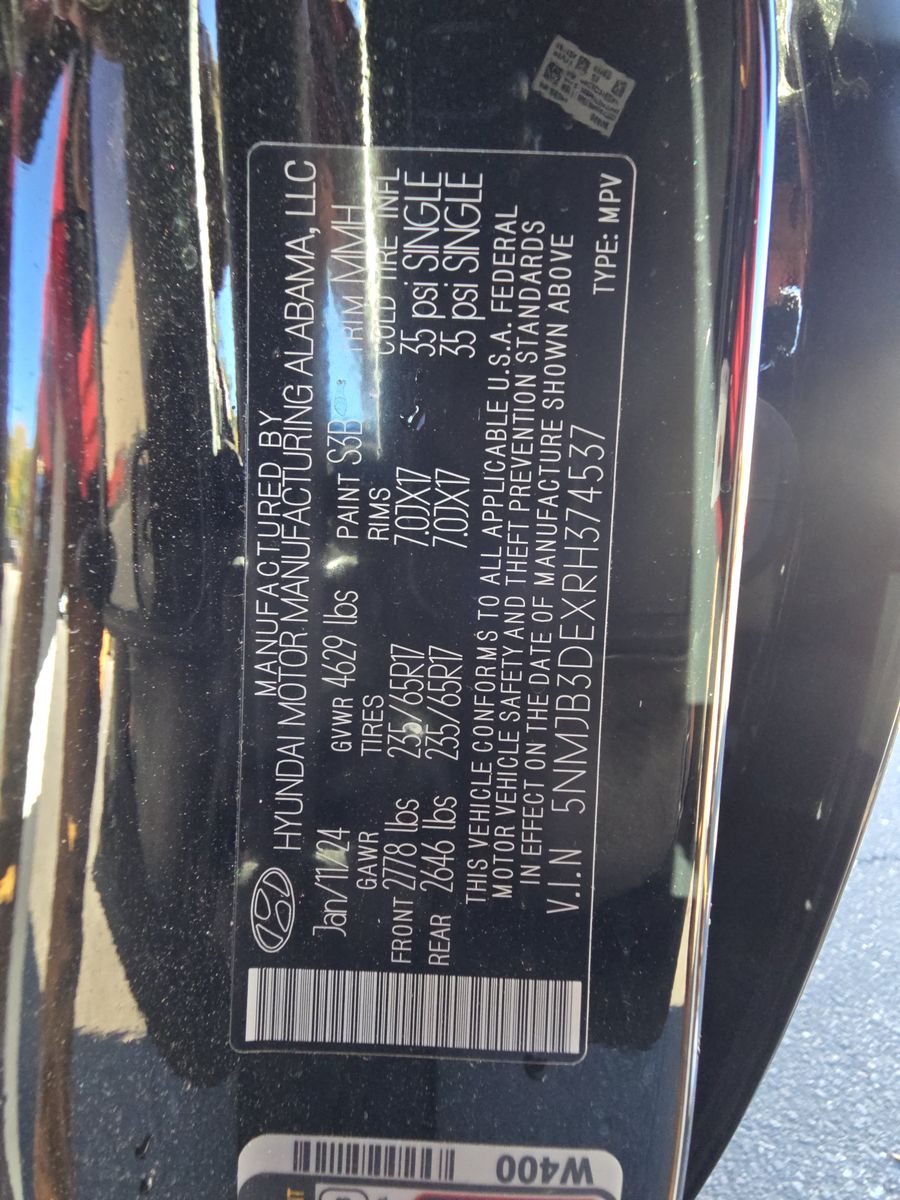 MANUFACTURED BY
HYUNDAI MOTOR MANUFACTURING ALABAMA, LLC
Jan/11/24 GVWR 4629 lbs PAINT S3B TRIM MMH
GAWR TIRES RIMS COLD TIRE INFL
FRONT 2778 lbs 235/65R17 7.0JX17 35 psi SINGLE
REAR 2646 lbs 235/65R17 7.0JX17 35 psi SINGLE
THIS VEHICLE CONFORMS TO ALL APPLICABLE U.S.A. FEDERAL
MOTOR VEHICLE SAFETY AND THEFT PREVENTION STANDARDS
IN EFFECT ON THE DATE OF MANUFACTURE SHOWN ABOVE
V.I.N 5NMJB3DEXRH374537
TYPE: MPV
W400